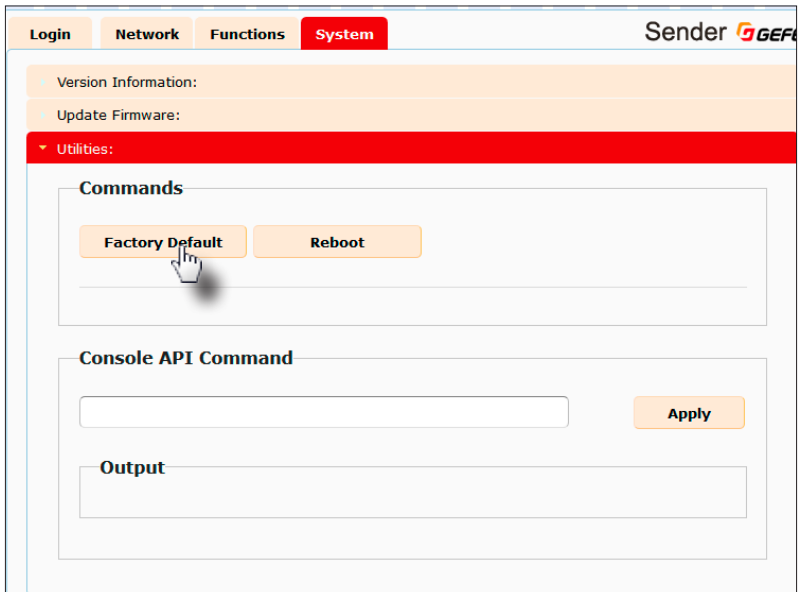 Login Network Functions System Sender
Version Information:
Update Firmware:
Utilities:
Commands
Factory Default Reboot
Console API Command
Apply
Output